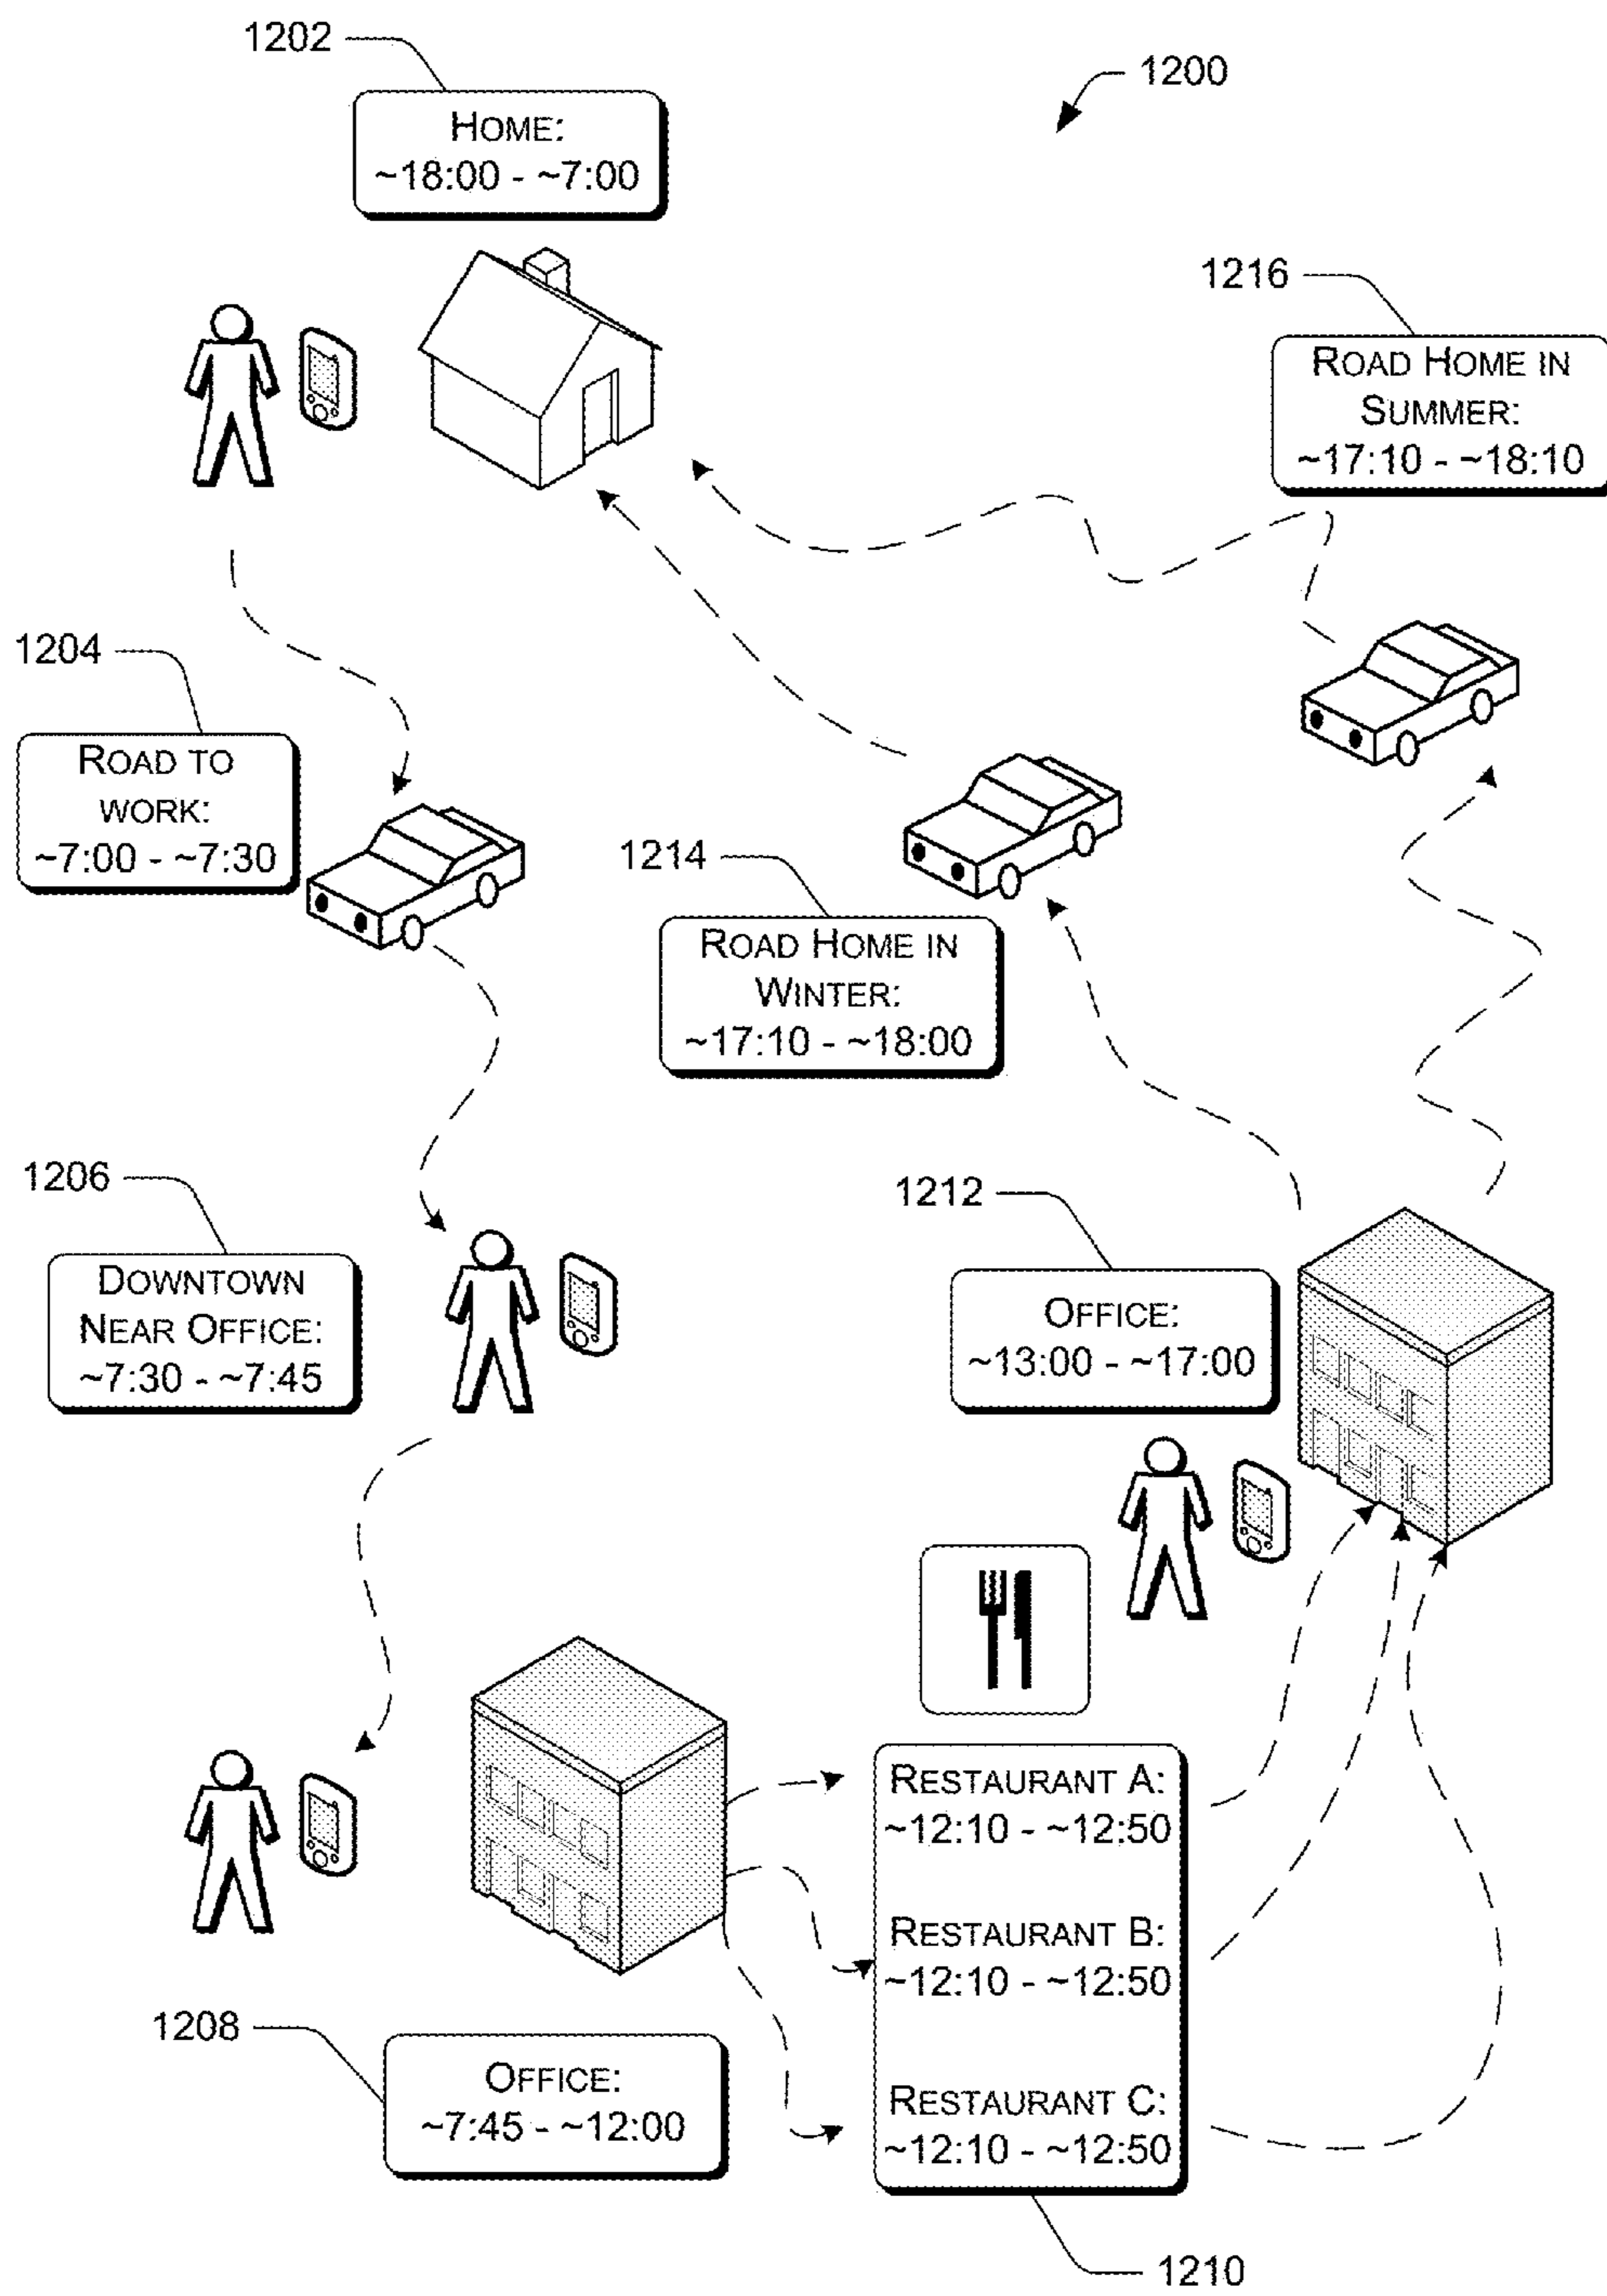 1202
1200
HOME:
~18:00 - ~7:00
1216
ROAD HOME IN
SUMMER:
~17:10 - ~18:10
1204
ROAD TO
WORK:
~7:00 - ~7:30
1214
ROAD HOME IN
WINTER:
~17:10 - ~18:00
1206
DOWNTOWN
NEAR OFFICE:
~7:30 - ~7:45
1212
OFFICE:
~13:00 - ~17:00
RESTAURANT A:
~12:10 - ~12:50
RESTAURANT B:
~12:10 - ~12:50
RESTAURANT C:
~12:10 - ~12:50
1208
OFFICE:
~7:45 - ~12:00
1210